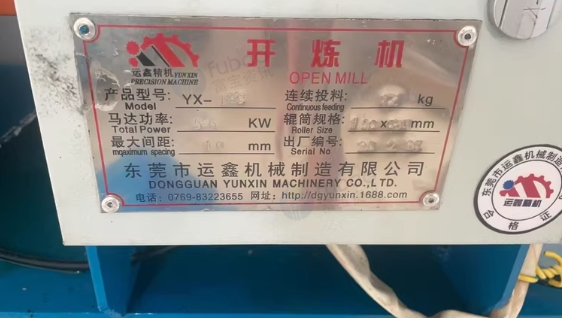 开炼机
OPEN MILL
运鑫精机 YUN XIN
PRECISION MACHINE
产品型号: YX-
Model
连续投料: kg
Continuous feeding
马达功率: KW
Total Power
辊筒规格: mm
Roller Size
最大间距: mm
mqaximum spacing
出厂编号:
Serial No
东莞市运鑫机械制造有限公司
DONGGUAN YUNXIN MACHINERY CO.,LTD.
电话: 0769-83223655 网址: http://dgyunxin.1688.com
东莞市运鑫机械制造
运鑫精机
合格证